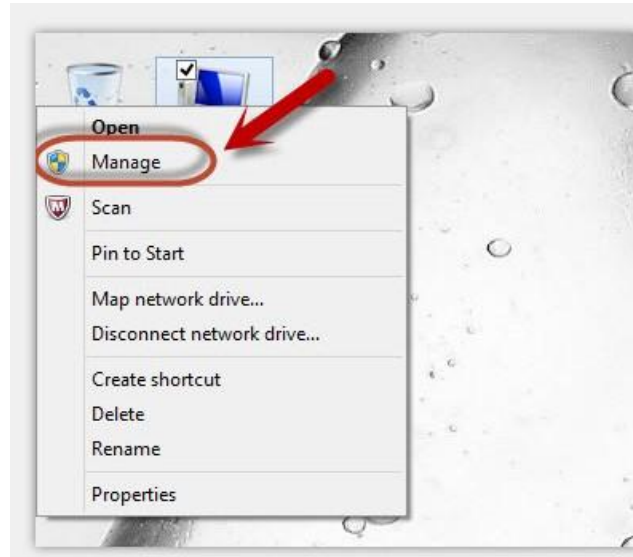 Open
Manage
Scan
Pin to Start
Map network drive...
Disconnect network drive...
Create shortcut
Delete
Rename
Properties